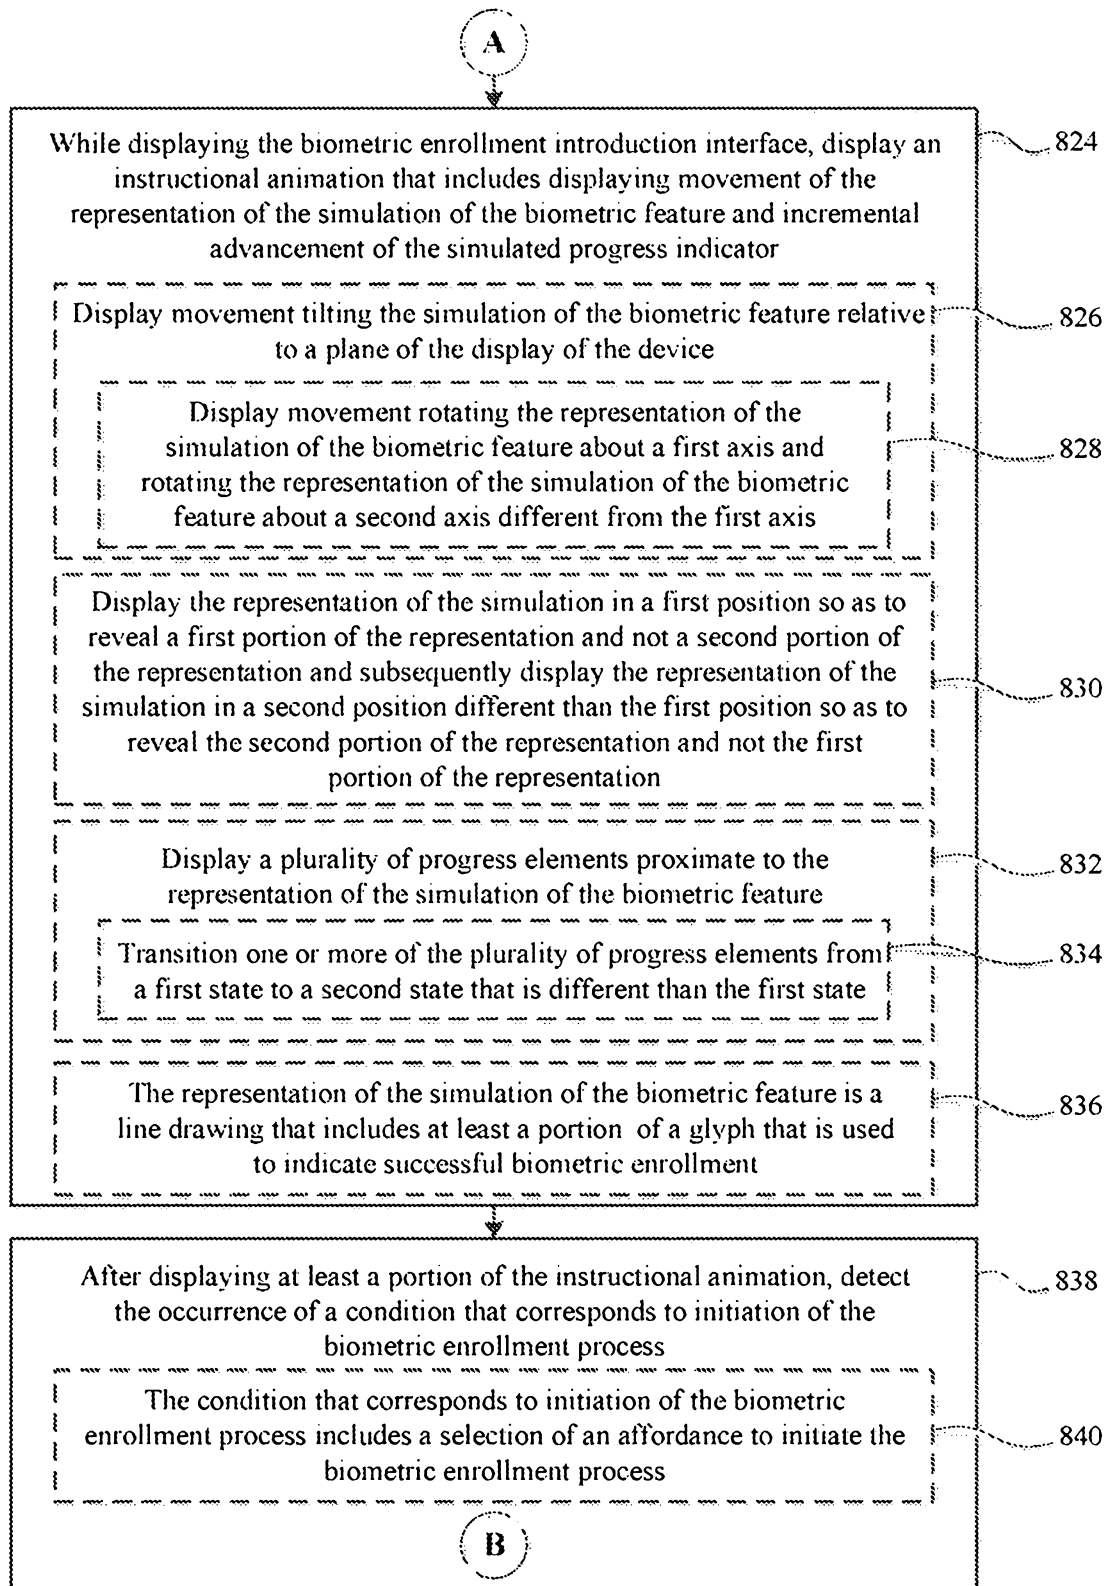 A
While displaying the biometric enrollment introduction interface, display an
instructional animation that includes displaying movement of the
representation of the simulation of the biometric feature and incremental
advancement of the simulated progress indicator
824
Display movement tilting the simulation of the biometric feature relative
to a plane of the display of the device
826
Display movement rotating the representation of the
simulation of the biometric feature about a first axis and
rotating the representation of the simulation of the biometric
feature about a second axis different from the first axis
828
Display the representation of the simulation in a first position so as to
reveal a first portion of the representation and not a second portion of
the representation and subsequently display the representation of the
simulation in a second position different than the first position so as to
reveal the second portion of the representation and not the first
portion of the representation
830
Display a plurality of progress elements proximate to the
representation of the simulation of the biometric feature
832
Transition one or more of the plurality of progress elements from
a first state to a second state that is different than the first state
834
The representation of the simulation of the biometric feature is a
line drawing that includes at least a portion of a glyph that is used
to indicate successful biometric enrollment
836
After displaying at least a portion of the instructional animation, detect
the occurrence of a condition that corresponds to initiation of the
biometric enrollment process
838
The condition that corresponds to initiation of the biometric
enrollment process includes a selection of an affordance to initiate the
biometric enrollment process
840
B